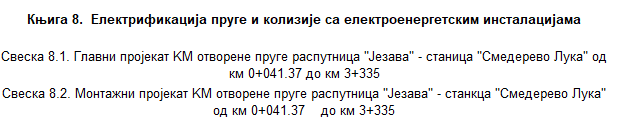 Књига 8. Електрификација пруге и колизије са електроенергетским инсталацијама
Свеска 8.1. Главни пројекат КМ отворене пруге распутница "Језава" - станица "Смедерево Лука" од
км 0+041.37 до км 3+335
Свеска 8.2. Монтажни пројекат КМ отворене пруге распутница "Језава" - станкца "Смедерево Лука"
од км 0+041.37 до км 3+335